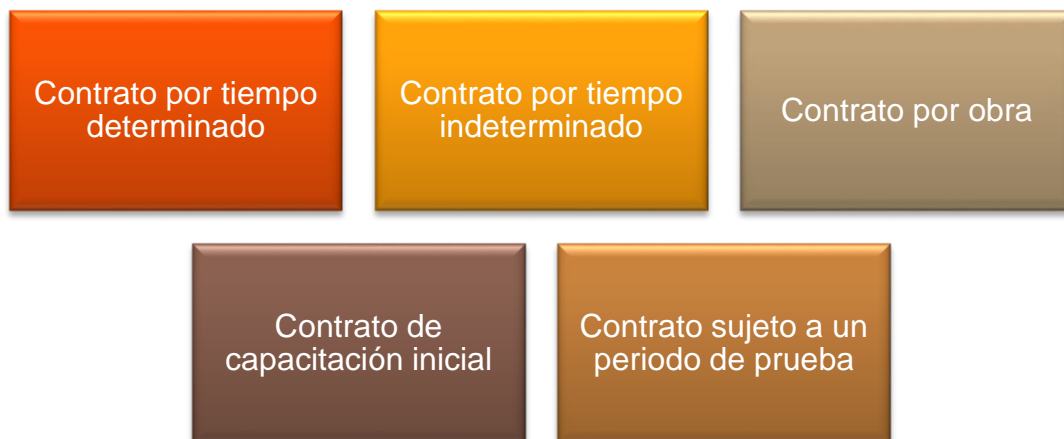 Contrato por tiempo
determinado
Contrato por tiempo
indeterminado
Contrato por obra
Contrato de
capacitación inicial
Contrato sujeto a un
periodo de prueba